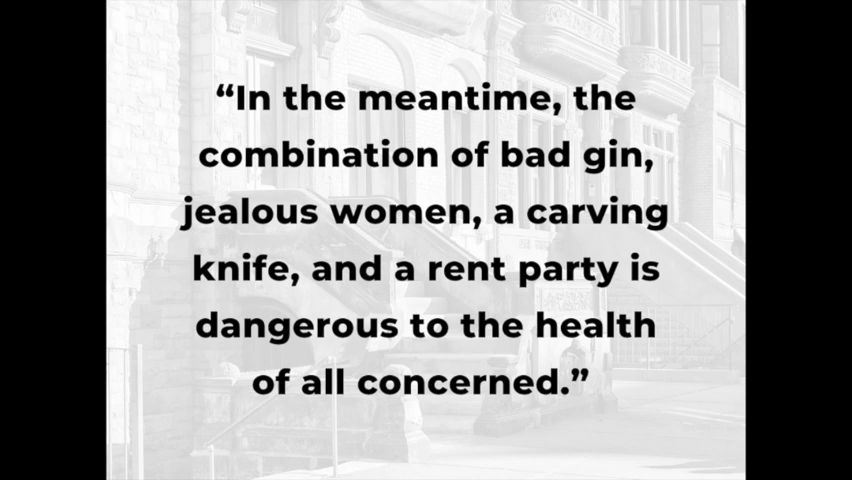 “In the meantime, the
combination of bad gin,
jealous women, a carving
knife, and a rent party is
dangerous to the health
of all concerned.”